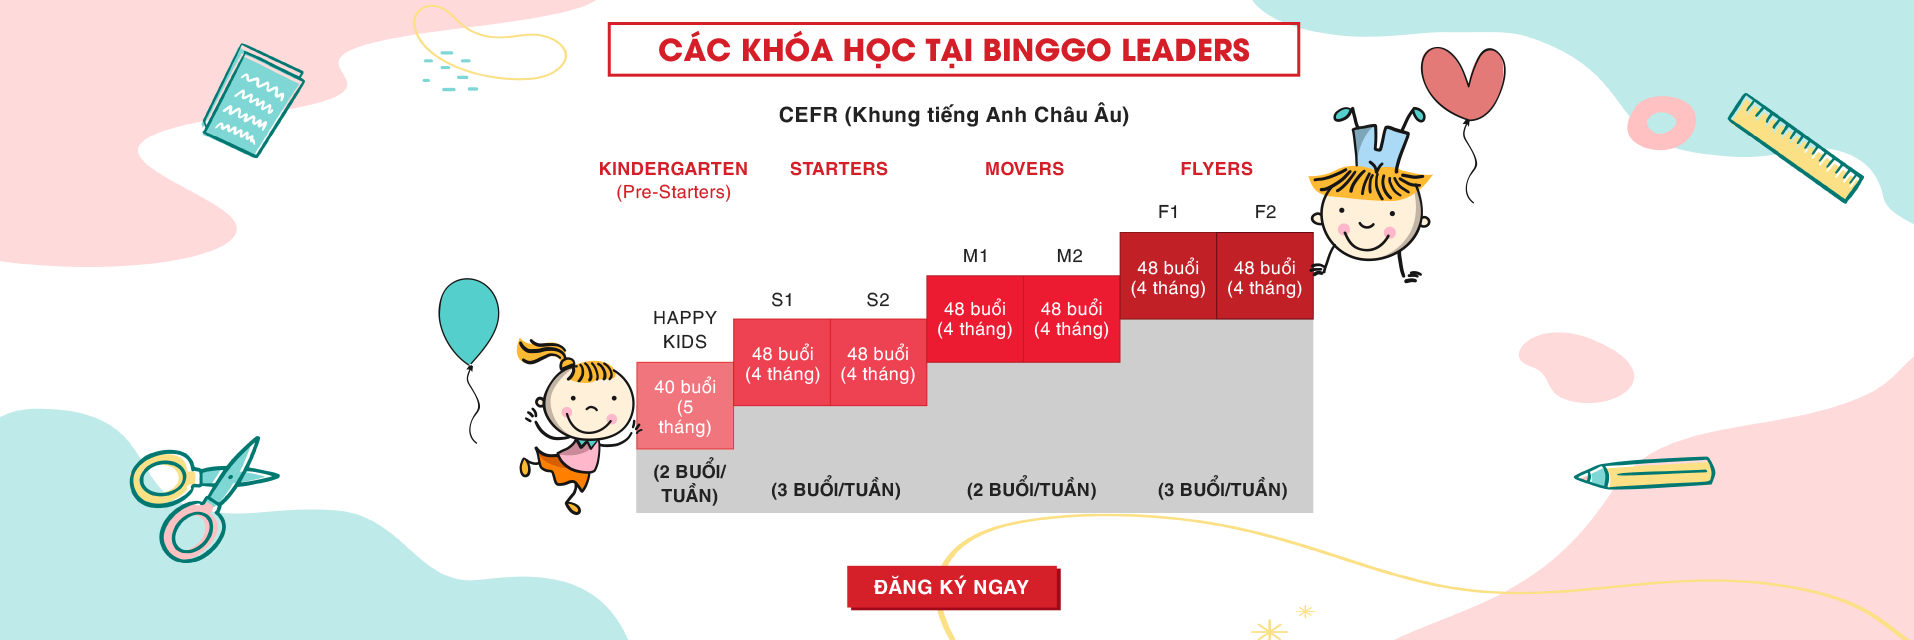 CÁC KHÓA HỌC TẠI BINGGO LEADERS
CEFR (Khung tiếng Anh Châu Âu)
KINDERGARTEN
(Pre-Starters)
STARTERS
MOVERS
FLYERS
F1
F2
M1
M2
S1
S2
HAPPY
KIDS
48 buổi
(4 tháng)
48 buổi
(4 tháng)
48 buổi
(4 tháng)
48 buổi
(4 tháng)
48 buổi
(4 tháng)
48 buổi
(4 tháng)
40 buổi
(5
tháng)
(2 BUỔI/
TUẦN)
(3 BUỔI/TUẦN)
(2 BUỔI/TUẦN)
(3 BUỔI/TUẦN)
ĐĂNG KÝ NGAY